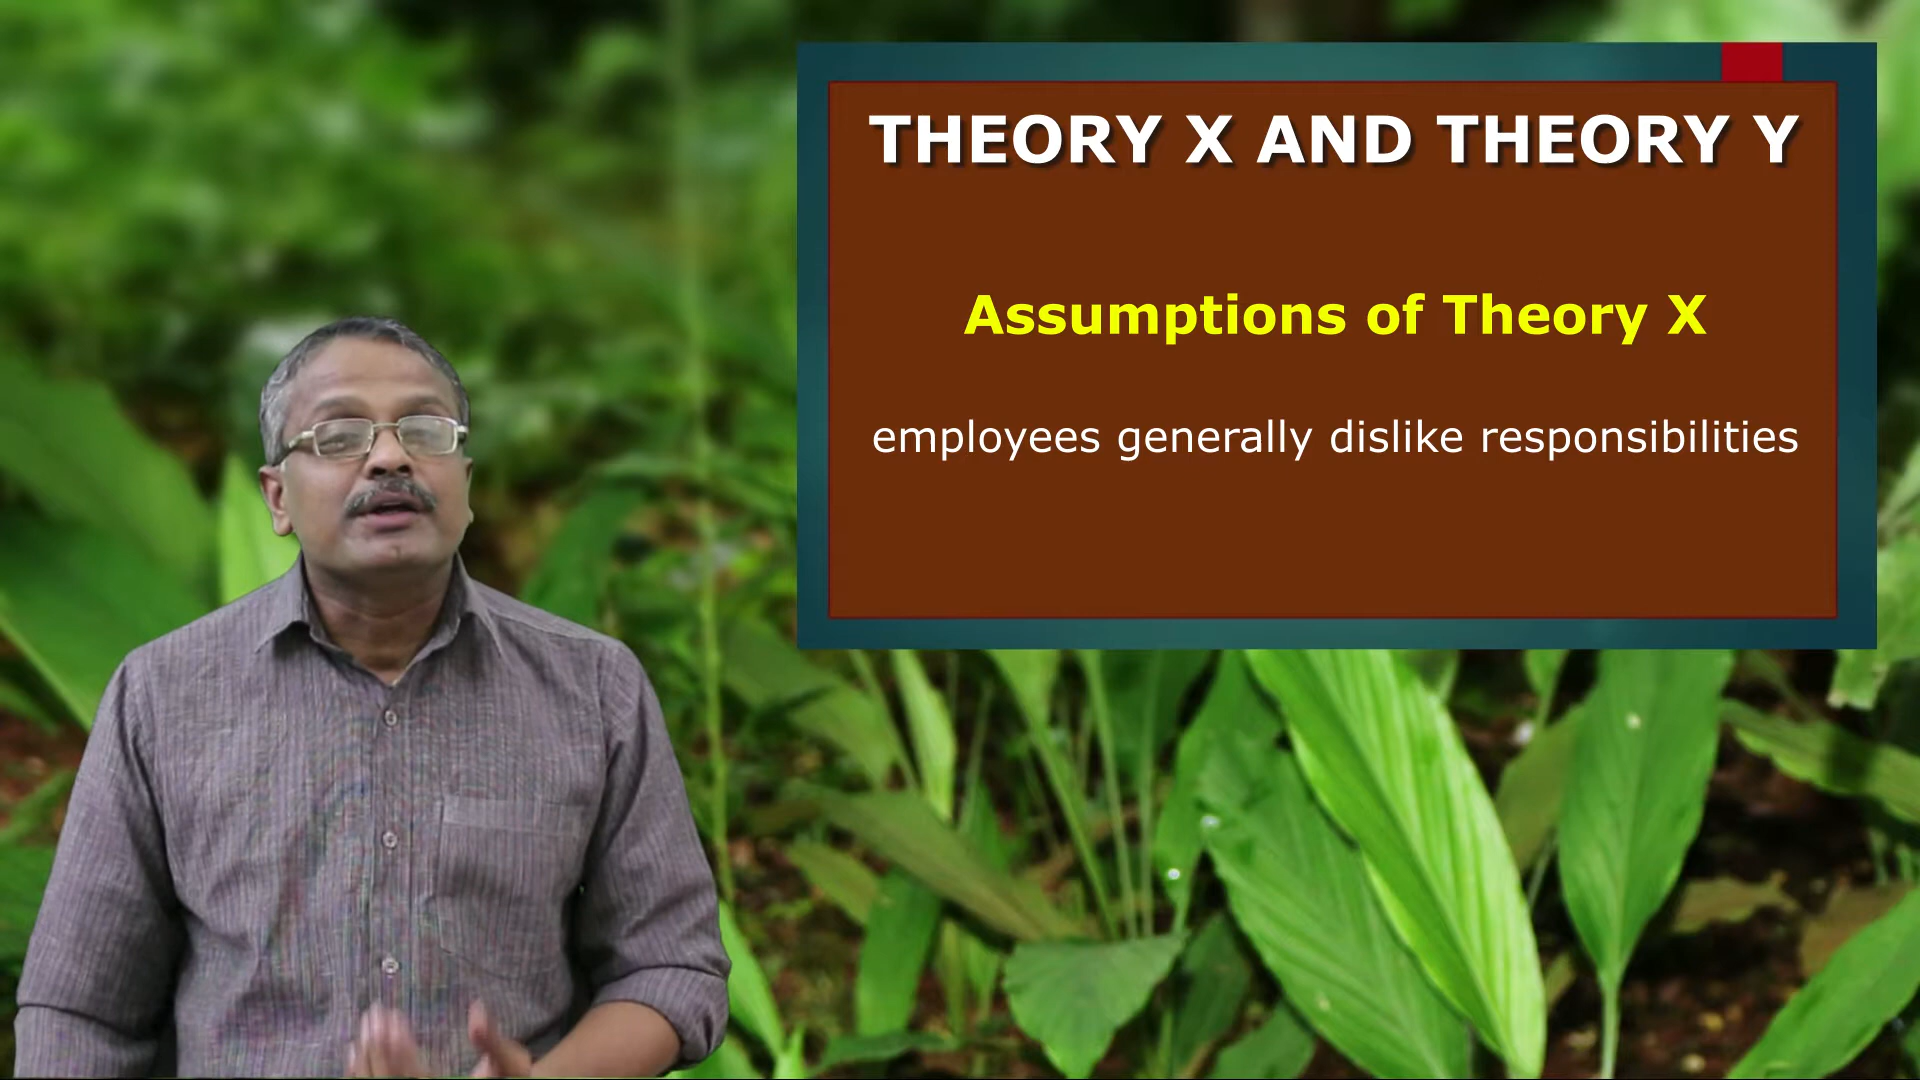 THEORY X AND THEORY Y
Assumptions of Theory X
employees generally dislike responsibilities